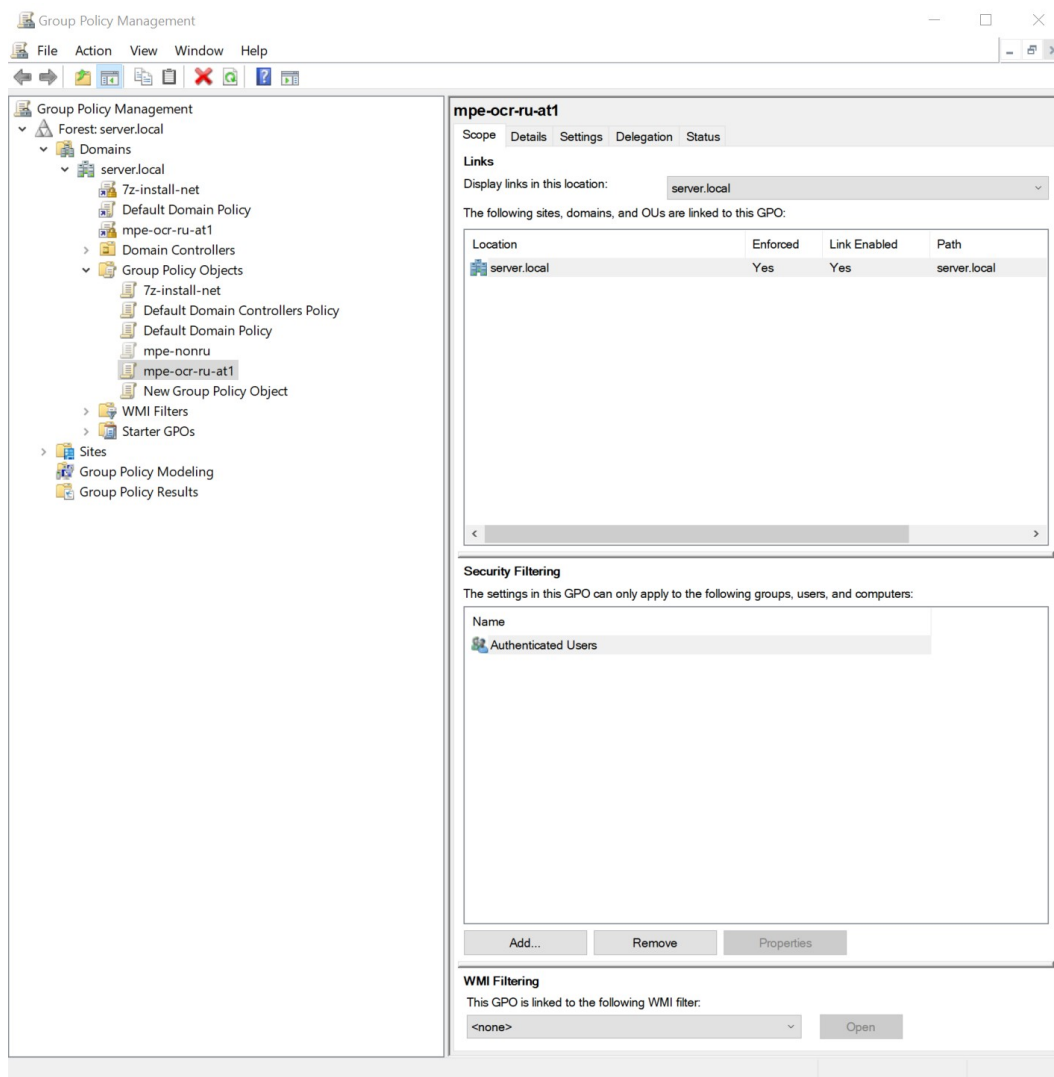 Group Policy Management
File Action View Window Help
Group Policy Management
Forest: server.local
Domains
server.local
7z-install-net
Default Domain Policy
mpe-ocr-ru-at1
Domain Controllers
Group Policy Objects
7z-install-net
Default Domain Controllers Policy
Default Domain Policy
mpe-nonru
mpe-ocr-ru-at1
New Group Policy Object
WMI Filters
Starter GPOs
Sites
Group Policy Modeling
Group Policy Results
mpe-ocr-ru-at1
Scope Details Settings Delegation Status
Links
Display links in this location: server.local
The following sites, domains, and OUs are linked to this GPO:
Location Enforced Link Enabled Path
server.local Yes Yes server.local
Security Filtering
The settings in this GPO can only apply to the following groups, users, and computers:
Name
Authenticated Users
Add... Remove Properties
WMI Filtering
This GPO is linked to the following WMI filter:
<none> Open